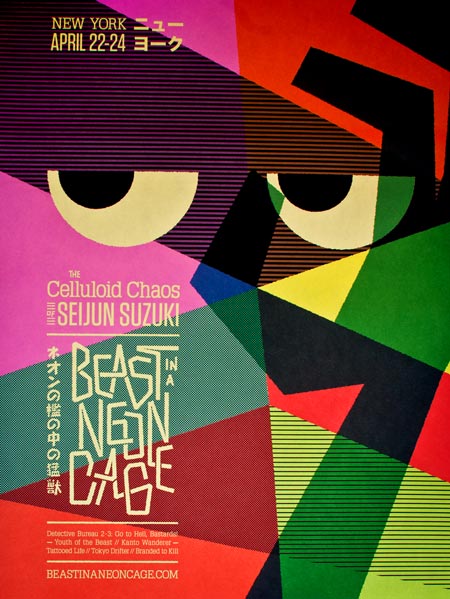 NEW YORK ニュー
APRIL 22-24 ヨーク
THE
Celluloid Chaos
OF SEIJUN SUZUKI
BEAST IN A
NEON
CAGE
ネオンの檻の中の猛獣
Detective Bureau 2-3: Go to Hell, Bastards!
— Youth of the Beast // Kanto Wanderer —
Tattooed Life // Tokyo Drifter // Branded to Kill
BEASTINANEONCAGE.COM